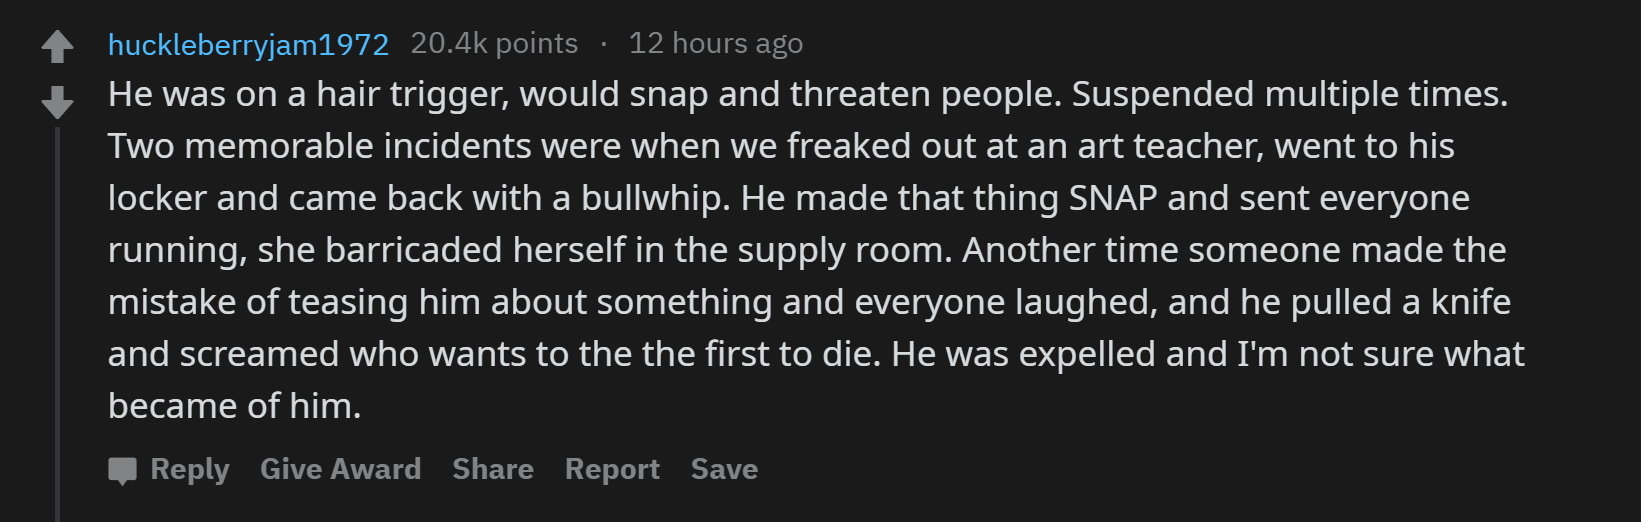 huckleberryjam1972 20.4k points · 12 hours ago
He was on a hair trigger, would snap and threaten people. Suspended multiple times.
Two memorable incidents were when we freaked out at an art teacher, went to his
locker and came back with a bullwhip. He made that thing SNAP and sent everyone
running, she barricaded herself in the supply room. Another time someone made the
mistake of teasing him about something and everyone laughed, and he pulled a knife
and screamed who wants to the the first to die. He was expelled and I'm not sure what
became of him.
Reply Give Award Share Report Save